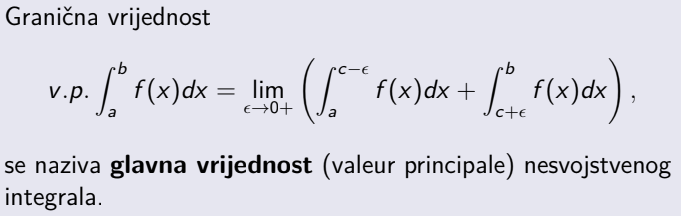 Granična vrijednost
v.p. ∫_a^b f(x)dx = lim_{ϵ→0+} ( ∫_a^{c−ϵ} f(x)dx + ∫_{c+ϵ}^b f(x)dx ) ,
se naziva glavna vrijednost (valeur principale) nesvojstvenog
integrala.